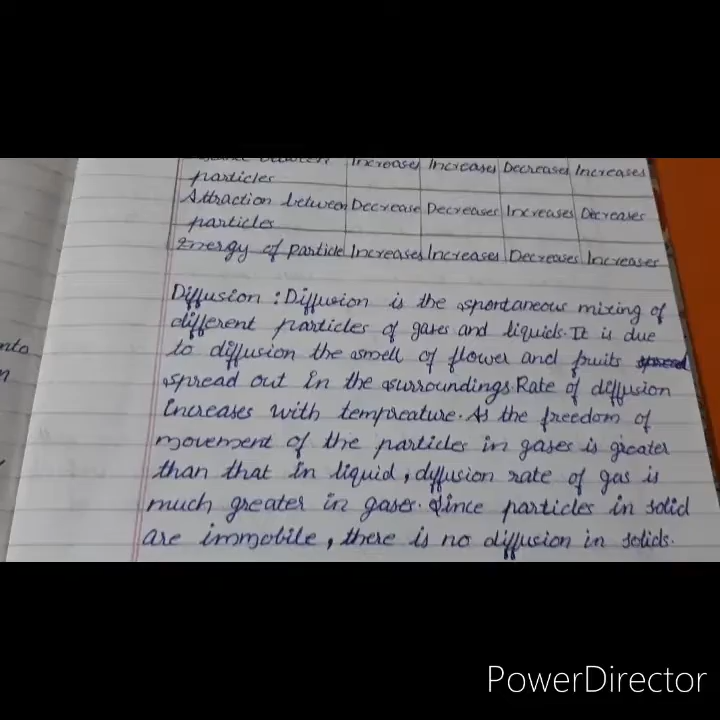 between Increases Increases Decreases Increases
particles
Attraction between Decrease Decreases Increases Decreases
particles
Energy of particle Increases Increases Decreases Increases
Diffusion : Diffusion is the spontaneous mixing of
different particles of gases and liquids. It is due
to diffusion the smell of flower and fruits
spread out in the surroundings. Rate of diffusion
increases with tempreature. As the freedom of
movement of the particles in gases is greater
than that in liquid, diffusion rate of gas is
much greater in gases. Since particles in solid
are immobile, there is no diffusion in solids.
PowerDirector